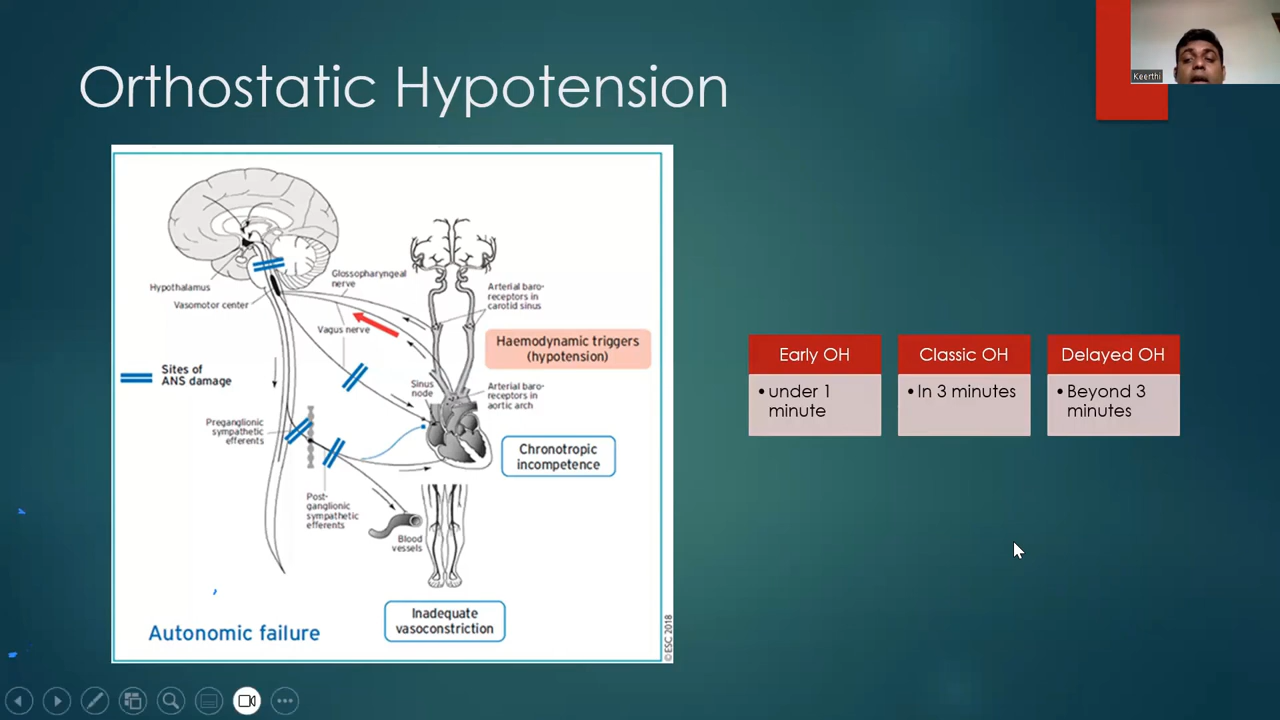 Keerthi
Orthostatic Hypotension
Hypothalamus
Vasomotor center
Glossopharyngeal
nerve
Vagus nerve
Arterial baro-
receptors in
carotid sinus
Haemodynamic triggers
(hypotension)
Sites of
ANS damage
Sinus
node
Arterial baro-
receptors in
aortic arch
Preganglionic
sympathetic
efferents
Chronotropic
incompetence
Post-
ganglionic
sympathetic
efferents
Blood
vessels
Inadequate
vasoconstriction
Autonomic failure
© ESC 2018
Early OH
• under 1
minute
Classic OH
• In 3 minutes
Delayed OH
• Beyond 3
minutes